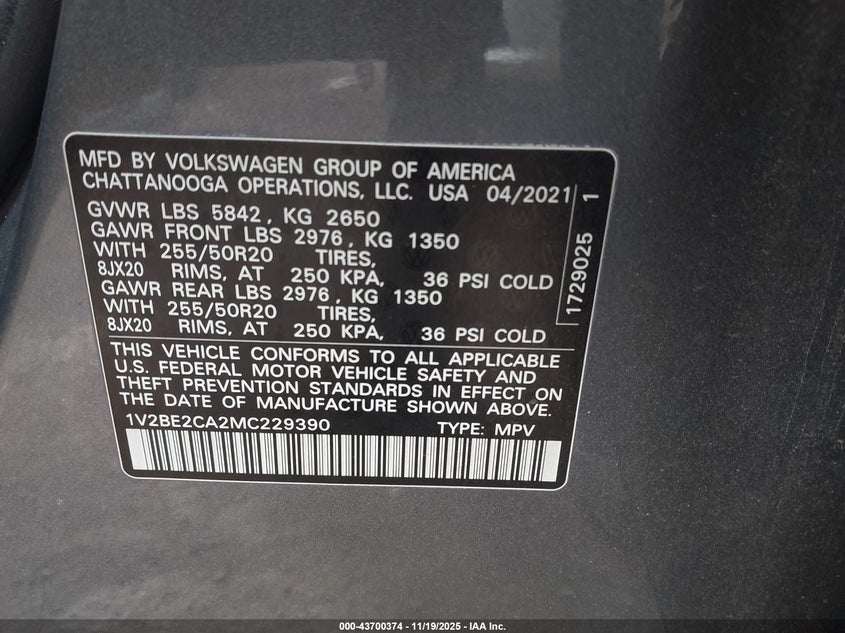 MFD BY VOLKSWAGEN GROUP OF AMERICA
CHATTANOOGA OPERATIONS, LLC. USA 04/2021
GVWR LBS 5842, KG 2650
GAWR FRONT LBS 2976, KG 1350
WITH 255/50R20 TIRES,
8JX20 RIMS, AT 250 KPA, 36 PSI COLD
GAWR REAR LBS 2976, KG 1350
WITH 255/50R20 TIRES,
8JX20 RIMS, AT 250 KPA, 36 PSI COLD
1729025 1
THIS VEHICLE CONFORMS TO ALL APPLICABLE
U.S. FEDERAL MOTOR VEHICLE SAFETY AND
THEFT PREVENTION STANDARDS IN EFFECT ON
THE DATE OF MANUFACTURE SHOWN ABOVE.
1V2BE2CA2MC229390 TYPE: MPV
000-43700374 - 11/19/2025 - IAA Inc.